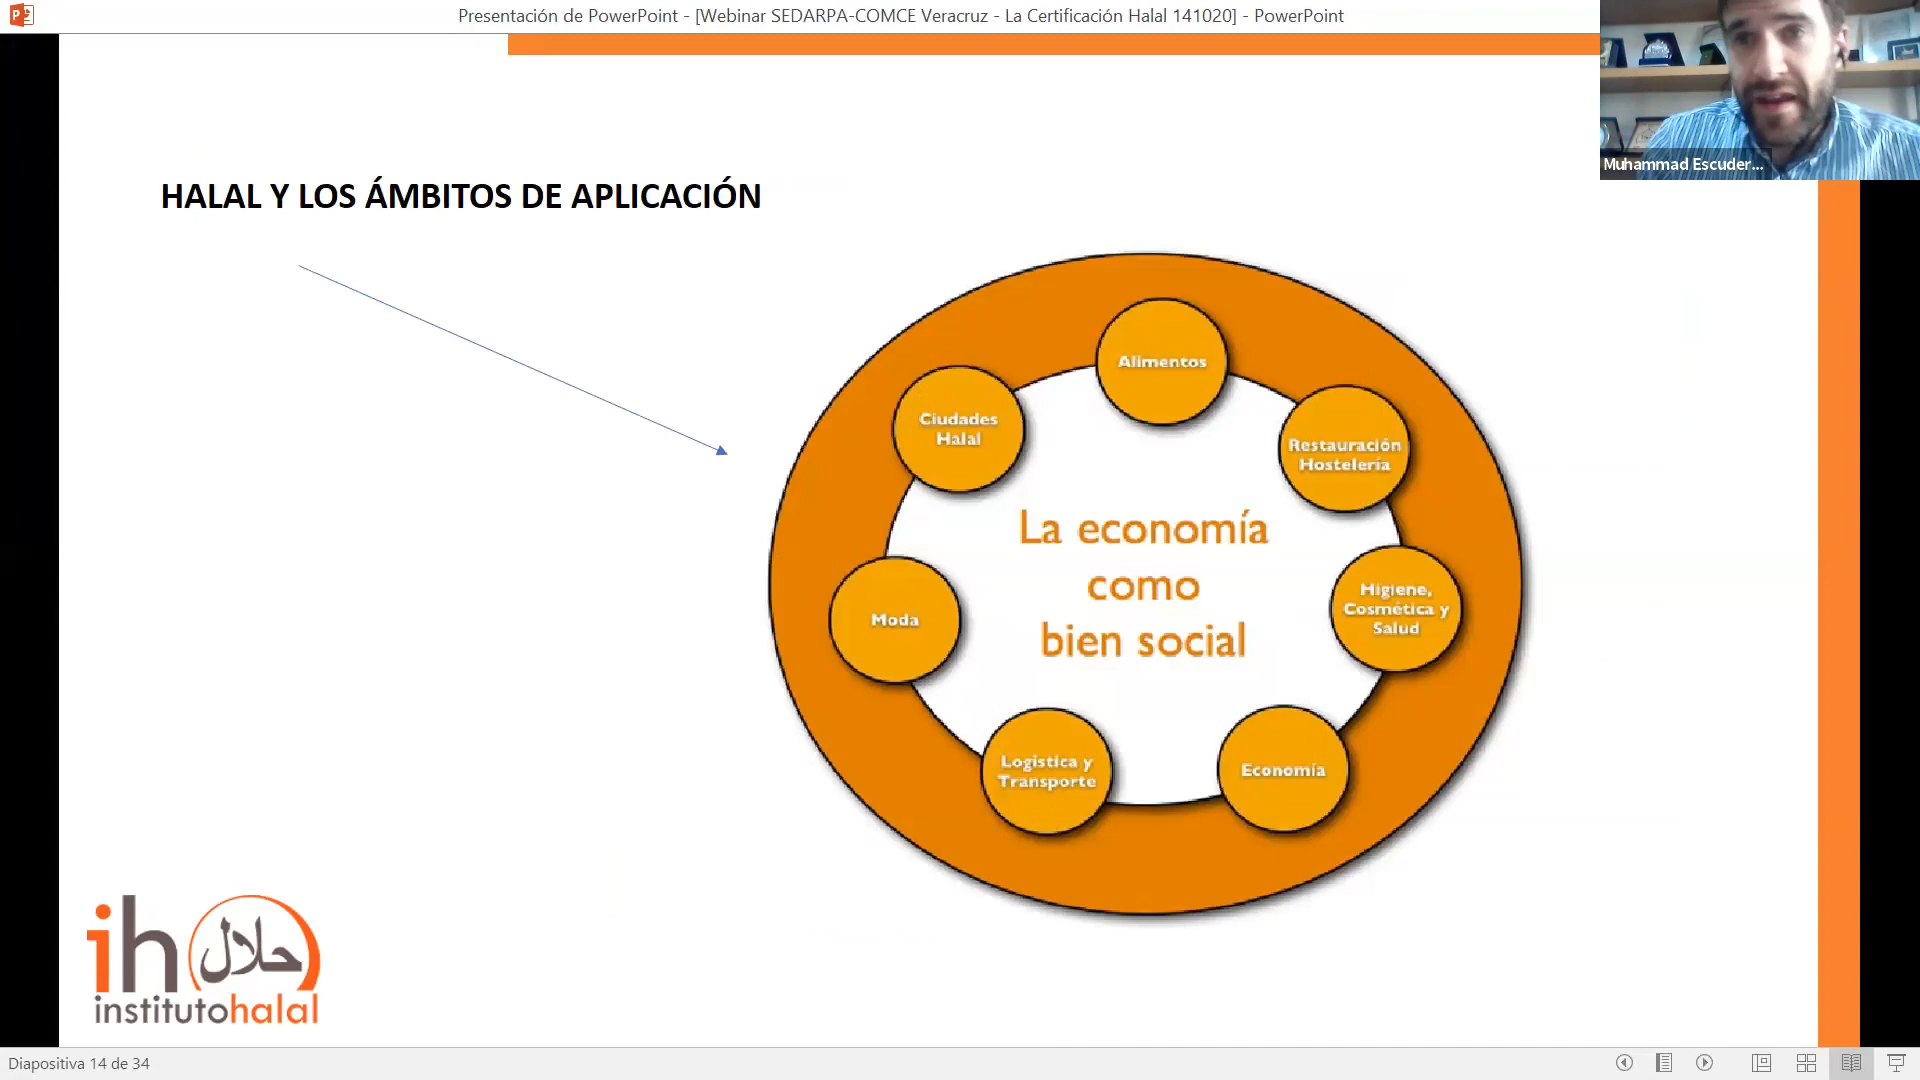 Presentación de PowerPoint - [Webinar SEDARPA-COMCE Veracruz - La Certificación Halal 141020] - PowerPoint
Muhammad Escuder...
HALAL Y LOS ÁMBITOS DE APLICACIÓN
Alimentos
Ciudades
Halal
Restauración
Hostelería
La economía
como
bien social
Higiene,
Cosmética y
Salud
Moda
Logística y
Transporte
Economía
ih حلال
institutohalal
Diapositiva 14 de 34